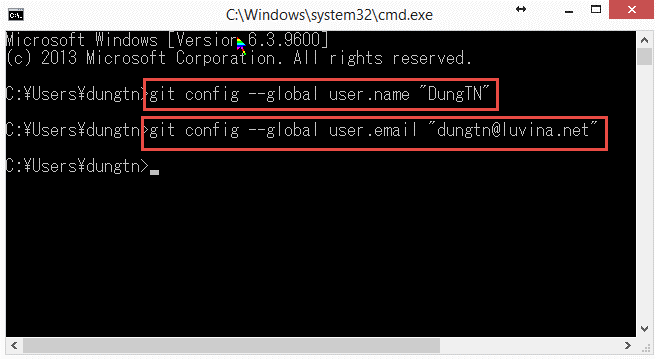 C:\Windows\system32\cmd.exe
Microsoft Windows [Version 6.3.9600]
(c) 2013 Microsoft Corporation. All rights reserved.
C:¥Users¥dungtn>git config --global user.name "DungTN"
C:¥Users¥dungtn>git config --global user.email "dungtn@luvina.net"
C:¥Users¥dungtn>